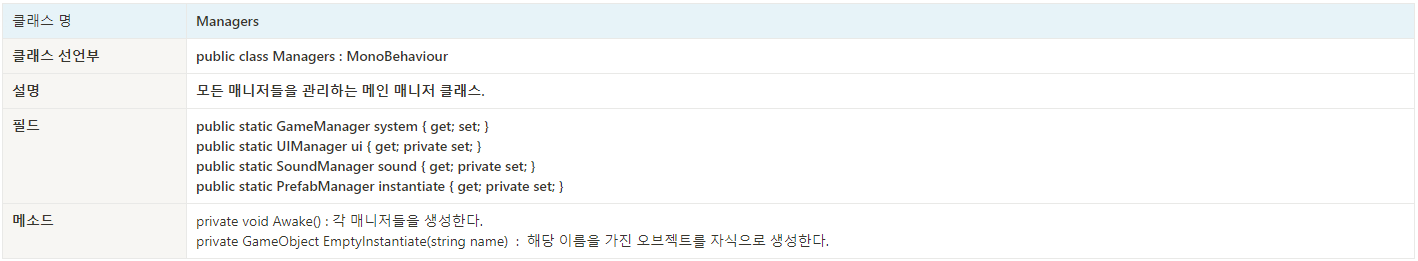 클래스 명 Managers
클래스 선언부 public class Managers : MonoBehaviour
설명 모든 매니저들을 관리하는 메인 매니저 클래스.
필드 public static GameManager system { get; set; }
public static UIManager ui { get; private set; }
public static SoundManager sound { get; private set; }
public static PrefabManager instantiate { get; private set; }
메소드 private void Awake() : 각 매니저들을 생성한다.
private GameObject EmptyInstantiate(string name) : 해당 이름을 가진 오브젝트를 자식으로 생성한다.